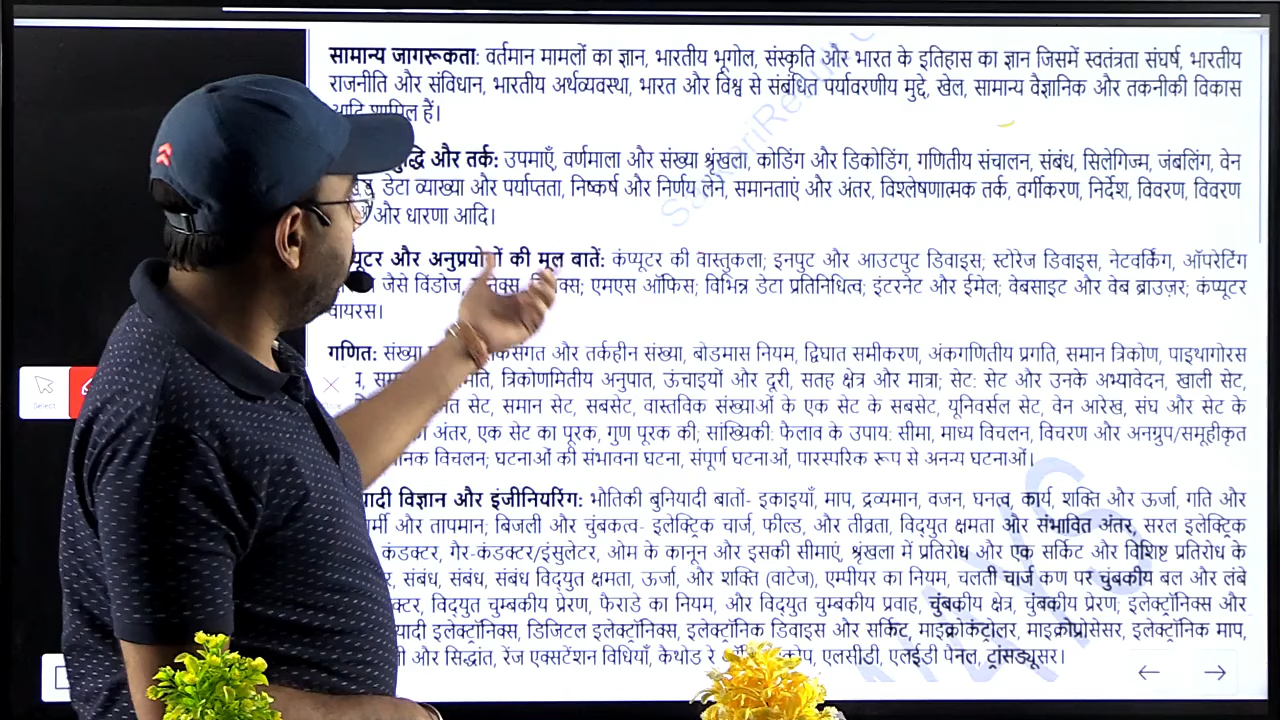 सामान्य जागरूकता: वर्तमान मामलों का ज्ञान, भारतीय भूगोल, संस्कृति और भारत के इतिहास का ज्ञान जिसमें स्वतंत्रता संघर्ष, भारतीय
राजनीति और संविधान, भारतीय अर्थव्यवस्था, भारत और विश्व से संबंधित पर्यावरणीय मुद्दे, खेल, सामान्य वैज्ञानिक और तकनीकी विकास
आदि शामिल हैं।
और तर्क: उपमाएँ, वर्णमाला और संख्या श्रृंखला, कोडिंग और डिकोडिंग, गणितीय संचालन, संबंध, सिलेगिज्म, जंबलिंग, वेन
डेटा व्याख्या और पर्याप्तता, निष्कर्ष और निर्णय लेने, समानताएं और अंतर, विश्लेषणात्मक तर्क, वर्गीकरण, निर्देश, विवरण, विवरण
और धारणा आदि।
और अनुप्रयोगों की मूल बातें: कंप्यूटर की वास्तुकला; इनपुट और आउटपुट डिवाइस; स्टोरेज डिवाइस, नेटवर्किंग, ऑपरेटिंग
जैसे विंडोज, एमएस ऑफिस; विभिन्न डेटा प्रतिनिधित्व; इंटरनेट और ईमेल; वेबसाइट और वेब ब्राउज़र; कंप्यूटर
वायरस।
गणित: संख्या और तर्कहीन संख्या, बोडमास नियम, द्विघात समीकरण, अंकगणितीय प्रगति, समान त्रिकोण, पाइथागोरस
त्रिकोणमितीय अनुपात, ऊंचाइयों और दूरी, सतह क्षेत्र और मात्रा; सेट: सेट और उनके अभ्यावेदन, खाली सेट,
सेट, समान सेट, सबसेट, वास्तविक संख्याओं के एक सेट के सबसेट, यूनिवर्सल सेट, वेन आरेख, संघ और सेट के
अंतर, एक सेट का पूरक, गुण पूरक की; सांख्यिकी: फैलाव के उपाय: सीमा, माध्य विचलन, विचरण और अनग्रुप/समूहीकृत
विचलन; घटनाओं की संभावना घटना, संपूर्ण घटनाओं, पारस्परिक रूप से अनन्य घटनाओं।
विज्ञान और इंजीनियरिंग: भौतिकी बुनियादी बातों- इकाइयाँ, माप, द्रव्यमान, वजन, घनत्व, कार्य, शक्ति और ऊर्जा, गति और
और तापमान; बिजली और चुंबकत्व- इलेक्ट्रिक चार्ज, फील्ड, और तीव्रता, विद्युत क्षमता और संभावित अंतर, सरल इलेक्ट्रिक
कंडक्टर, गैर-कंडक्टर/इंसुलेटर, ओम के कानून और इसकी सीमाएं, श्रृंखला में प्रतिरोध और एक सर्किट और विशिष्ट प्रतिरोध के
संबंध, संबंध, संबंध विद्युत क्षमता, ऊर्जा, और शक्ति (वाटेज), एम्पीयर का नियम, चलती चार्ज कण पर चुंबकीय बल और लंबे
विद्युत चुम्बकीय प्रेरण, फैराडे का नियम, और विद्युत चुम्बकीय प्रवाह, चुंबकीय क्षेत्र, चुंबकीय प्रेरण; इलेक्ट्रॉनिक्स और
इलेक्ट्रॉनिक्स, डिजिटल इलेक्ट्रॉनिक्स, इलेक्ट्रॉनिक डिवाइस और सर्किट, माइक्रोकंट्रोलर, माइक्रोप्रोसेसर, इलेक्ट्रॉनिक माप,
और सिद्धांत, रेंज एक्सटेंशन विधियाँ, कैथोड रे एलसीडी, एलईडी पैनल, ट्रांसड्यूसर।
Select